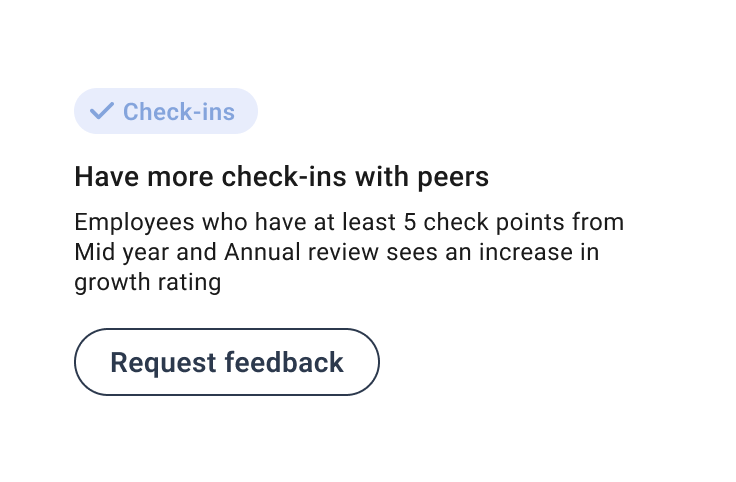 Check-ins
Have more check-ins with peers
Employees who have at least 5 check points from
Mid year and Annual review sees an increase in
growth rating
Request feedback